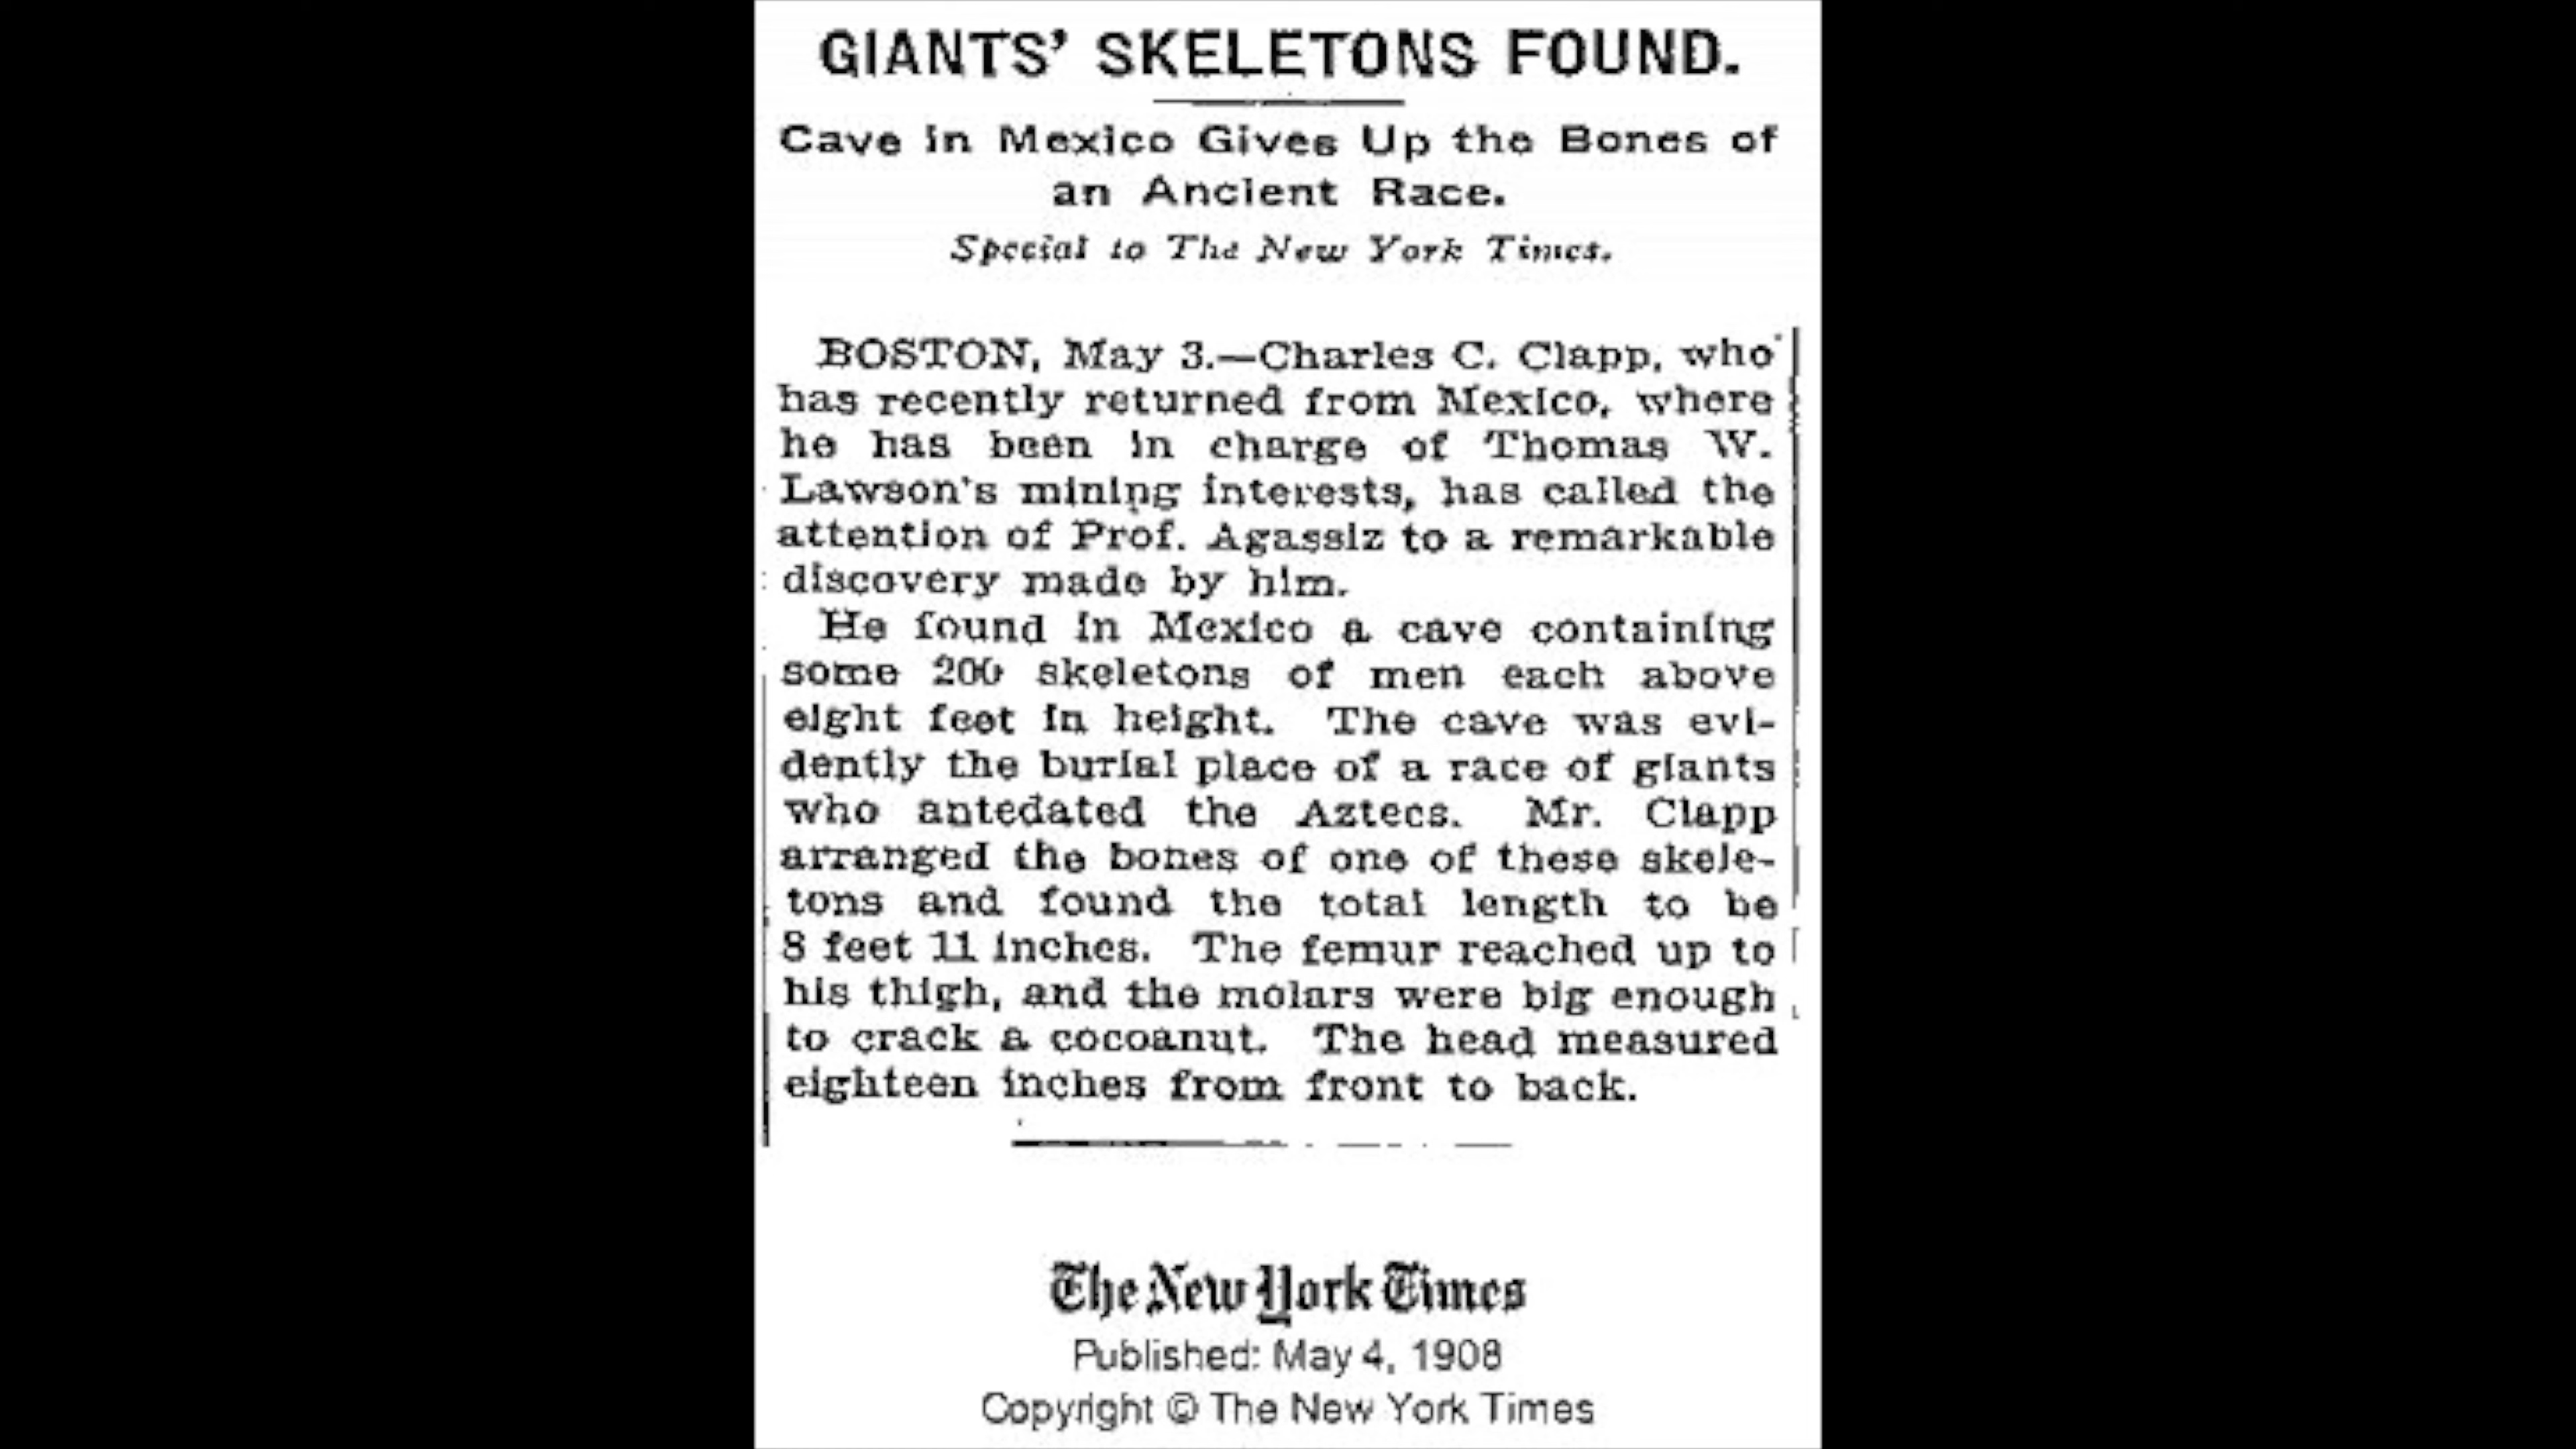 GIANTS' SKELETONS FOUND.
Cave in Mexico Gives Up the Bones of
an Ancient Race.
Special to The New York Times.
BOSTON, May 3.—Charles C. Clapp, who
has recently returned from Mexico, where
he has been in charge of Thomas W.
Lawson's mining interests, has called the
attention of Prof. Agassiz to a remarkable
discovery made by him.
He found in Mexico a cave containing
some 200 skeletons of men each above
eight feet in height. The cave was evi-
dently the burial place of a race of giants
who antedated the Aztecs. Mr. Clapp
arranged the bones of one of these skele-
tons and found the total length to be
8 feet 11 inches. The femur reached up to
his thigh, and the molars were big enough
to crack a cocoanut. The head measured
eighteen inches from front to back.
The New York Times
Published: May 4, 1908
Copyright © The New York Times